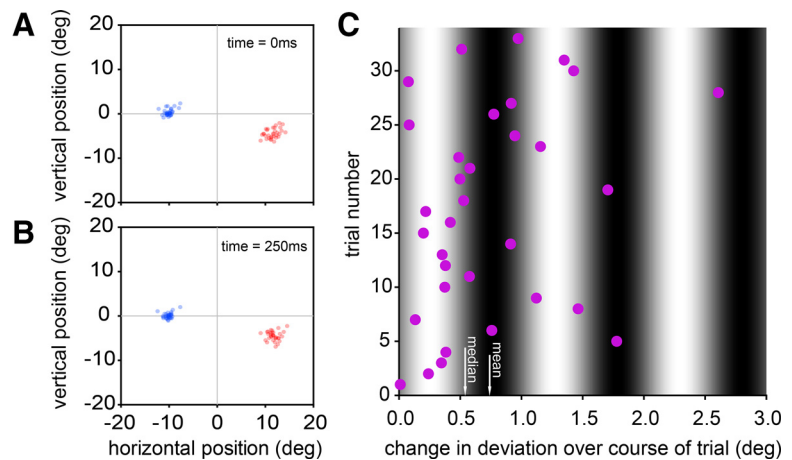 A
vertical position (deg)
20
10
0
-10
-20
time = 0ms
B
vertical position (deg)
20
10
0
-10
-20
time = 250ms
-20
-10
0
10
20
horizontal position (deg)
C
trial number
30
25
20
15
10
5
0
median
mean
0.0
0.5
1.0
1.5
2.0
2.5
3.0
change in deviation over course of trial (deg)